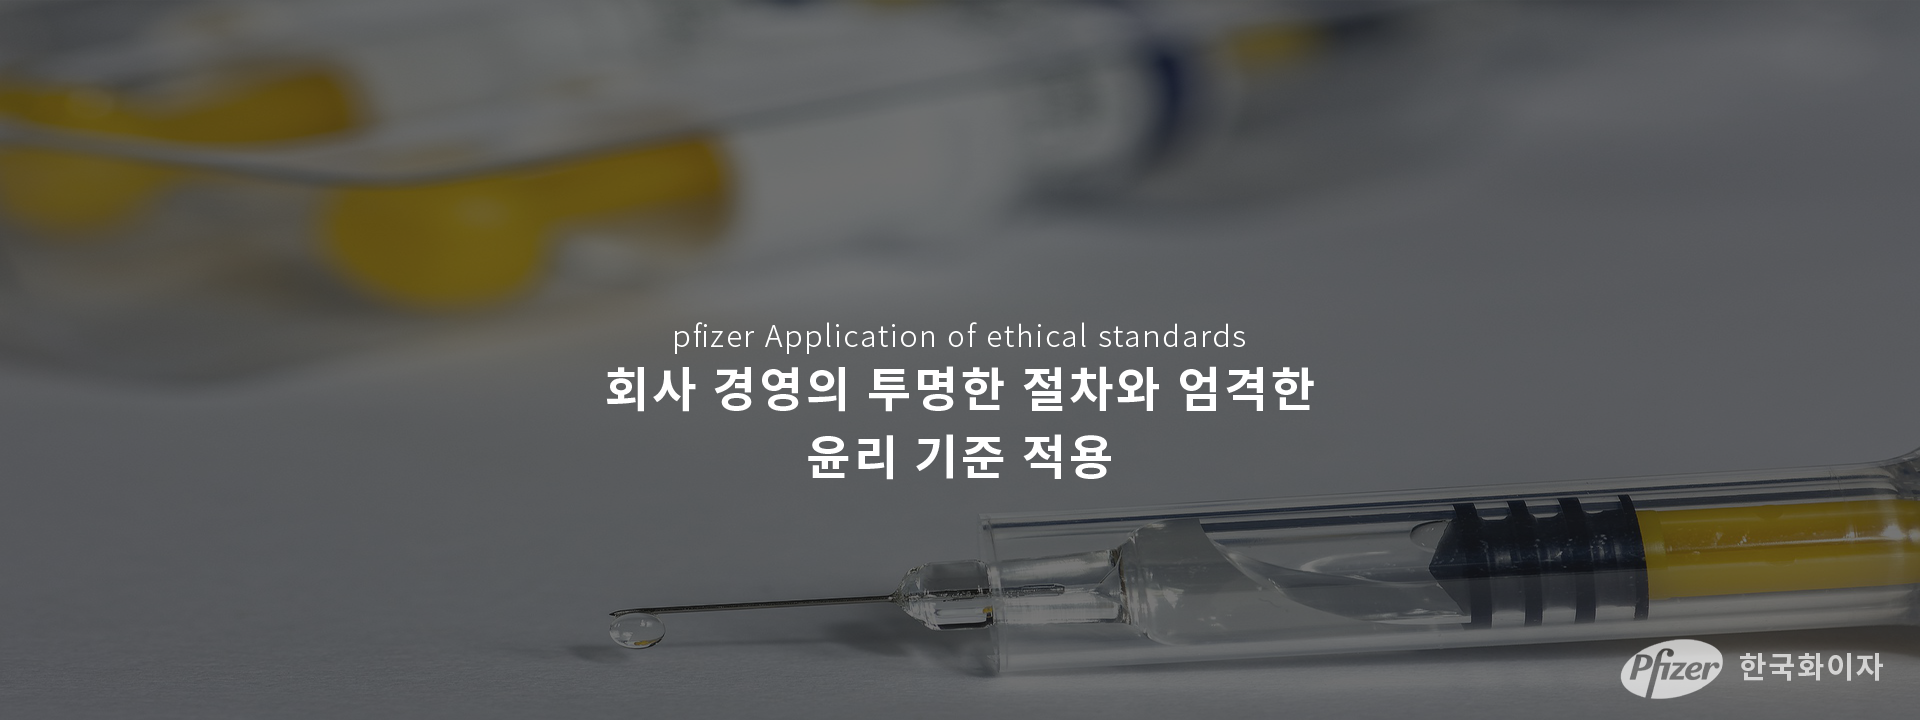 pfizer Application of ethical standards
회사 경영의 투명한 절차와 엄격한
윤리 기준 적용
Pfizer 한국화이자